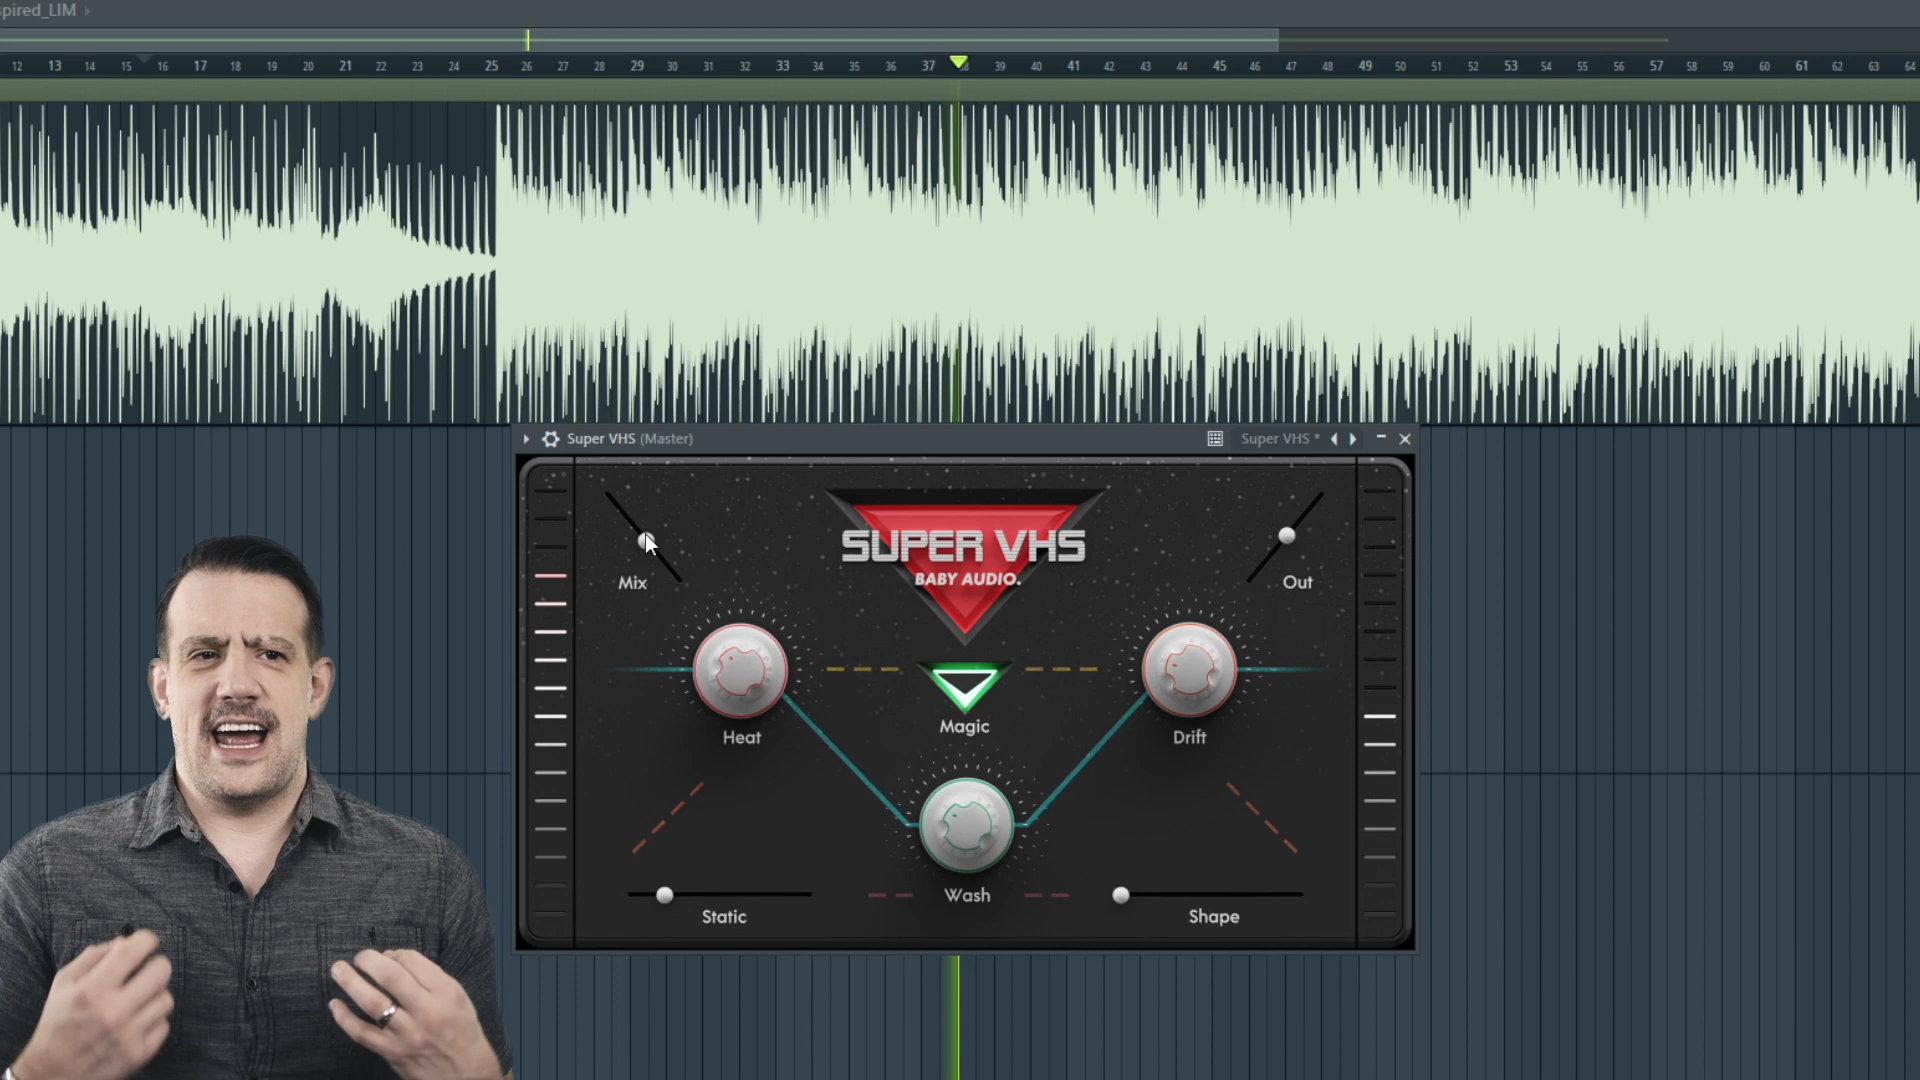 spired_LIM
12 13 14 15 16 17 18 19 20 21 22 23 24 25 26 27 28 29 30 31 32 33 34 35 36 37 38 39 40 41 42 43 44 45 46 47 48 49 50 51 52 53 54 55 56 57 58 59 60 61 62 63 64
Super VHS (Master)
Super VHS *
SUPER VHS
BABY AUDIO.
Mix
Out
Magic
Heat
Drift
Wash
Static
Shape